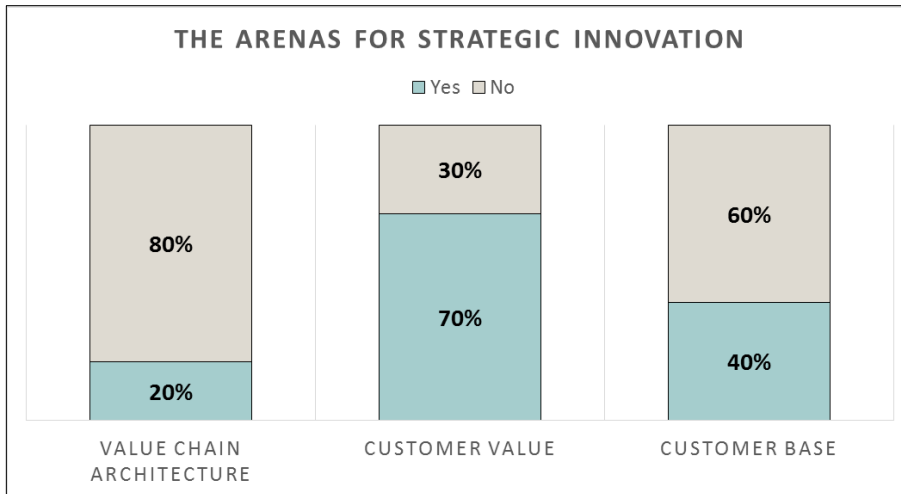 THE ARENAS FOR STRATEGIC INNOVATION
Yes No
80%
20%
30%
70%
60%
40%
VALUE CHAIN
ARCHITECTURE
CUSTOMER VALUE
CUSTOMER BASE